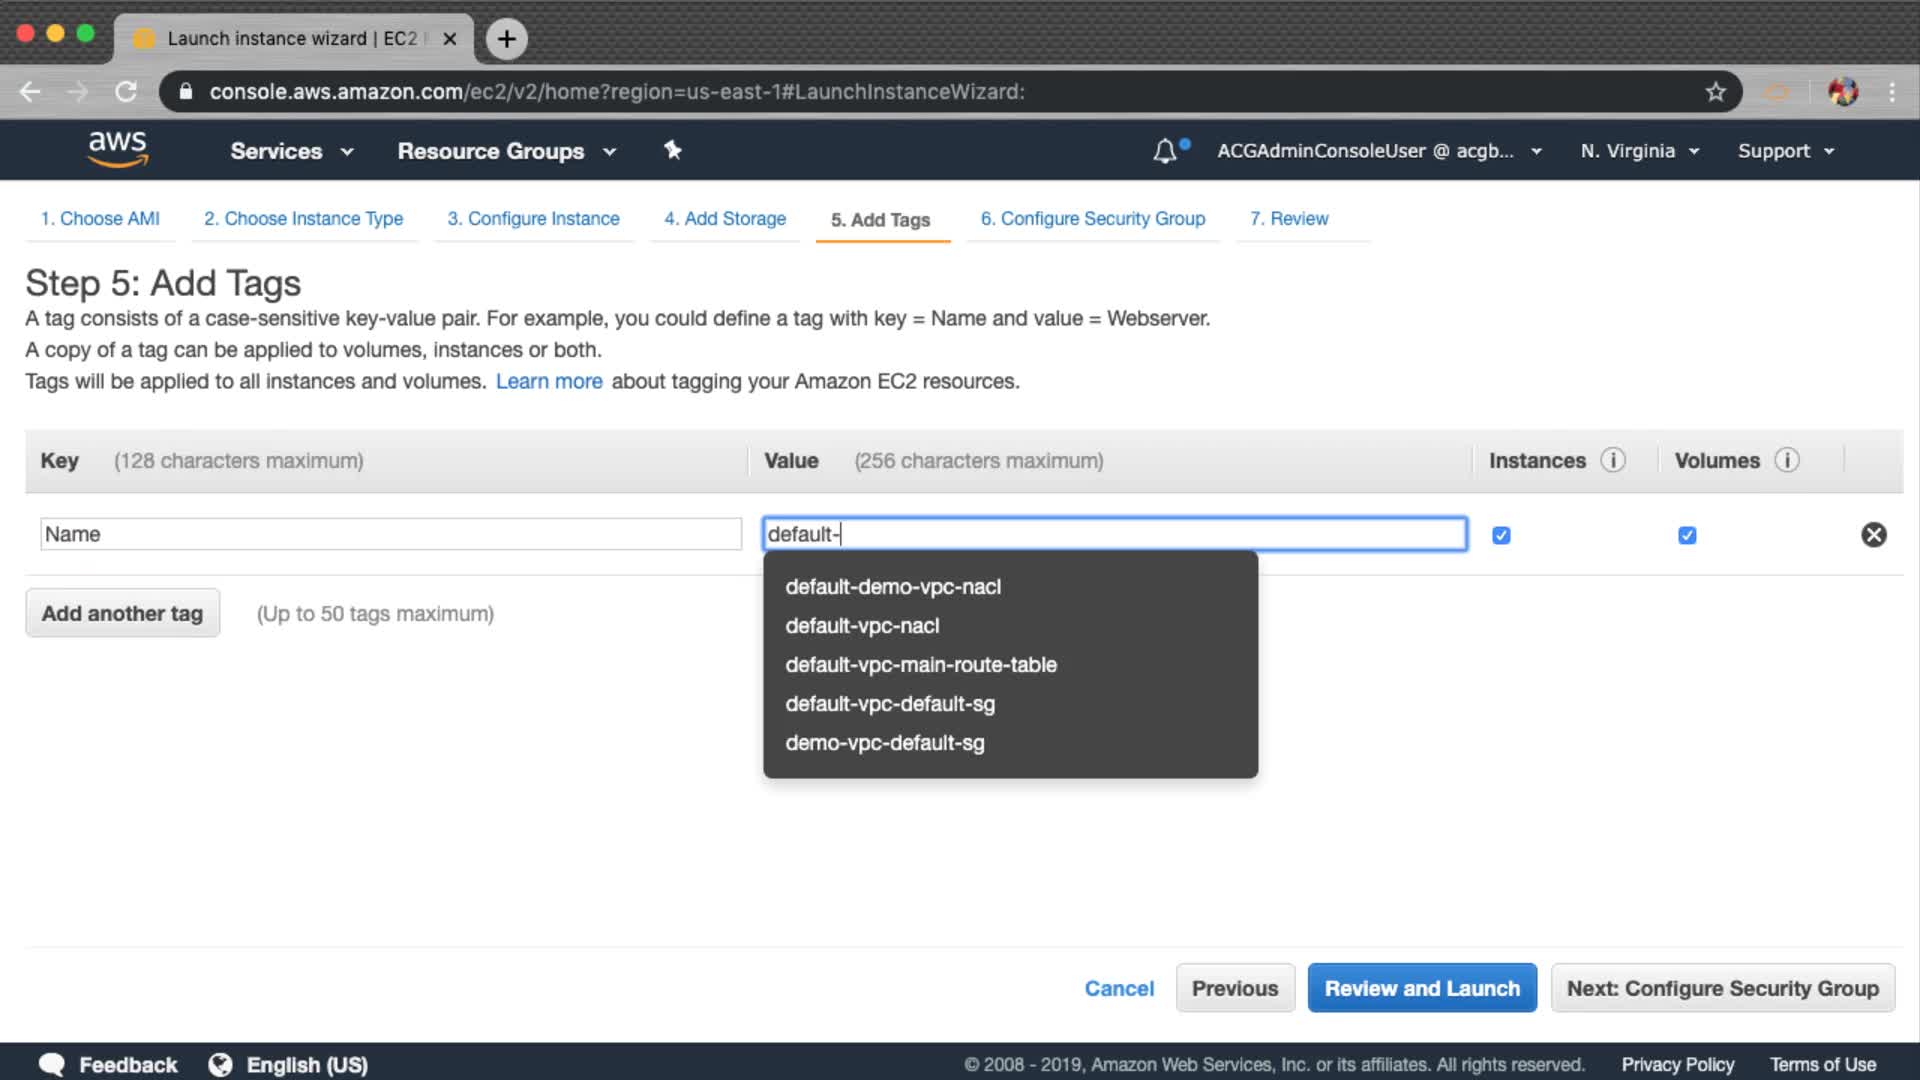 Launch instance wizard | EC2
console.aws.amazon.com/ec2/v2/home?region=us-east-1#LaunchInstanceWizard:
aws Services Resource Groups ACGAdminConsoleUser @ acgb... N. Virginia Support
1. Choose AMI 2. Choose Instance Type 3. Configure Instance 4. Add Storage 5. Add Tags 6. Configure Security Group 7. Review
Step 5: Add Tags
A tag consists of a case-sensitive key-value pair. For example, you could define a tag with key = Name and value = Webserver.
A copy of a tag can be applied to volumes, instances or both.
Tags will be applied to all instances and volumes. Learn more about tagging your Amazon EC2 resources.
Key (128 characters maximum) Value (256 characters maximum) Instances Volumes
Name default-
default-demo-vpc-nacl
default-vpc-nacl
default-vpc-main-route-table
default-vpc-default-sg
demo-vpc-default-sg
Add another tag (Up to 50 tags maximum)
Cancel Previous Review and Launch Next: Configure Security Group
Feedback English (US) © 2008 - 2019, Amazon Web Services, Inc. or its affiliates. All rights reserved. Privacy Policy Terms of Use